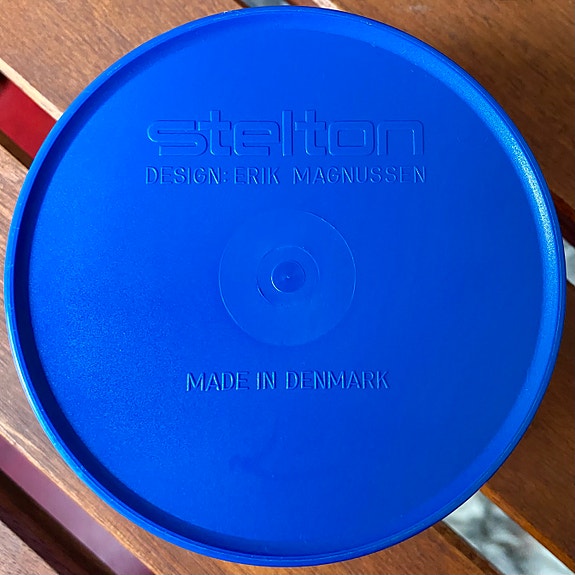 stelton
DESIGN: ERIK MAGNUSSEN
MADE IN DENMARK